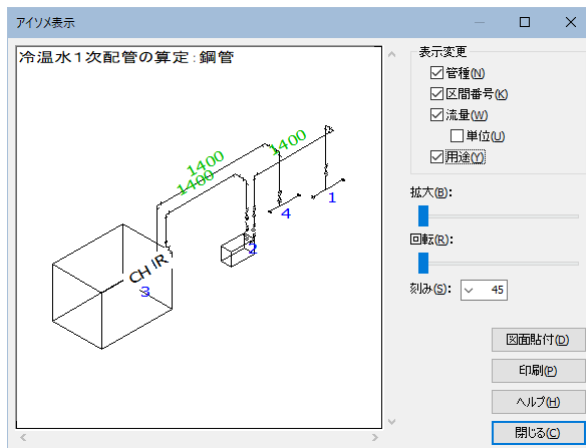 アイソメ表示
冷温水1次配管の算定:鋼管
1400
1400
1400
1
4
2
CHR
3
表示変更
管種(N)
区間番号(K)
流量(W)
単位(U)
用途(Y)
拡大(B):
回転(R):
刻み(S):
45
図面貼付(D)
印刷(P)
ヘルプ(H)
閉じる(C)